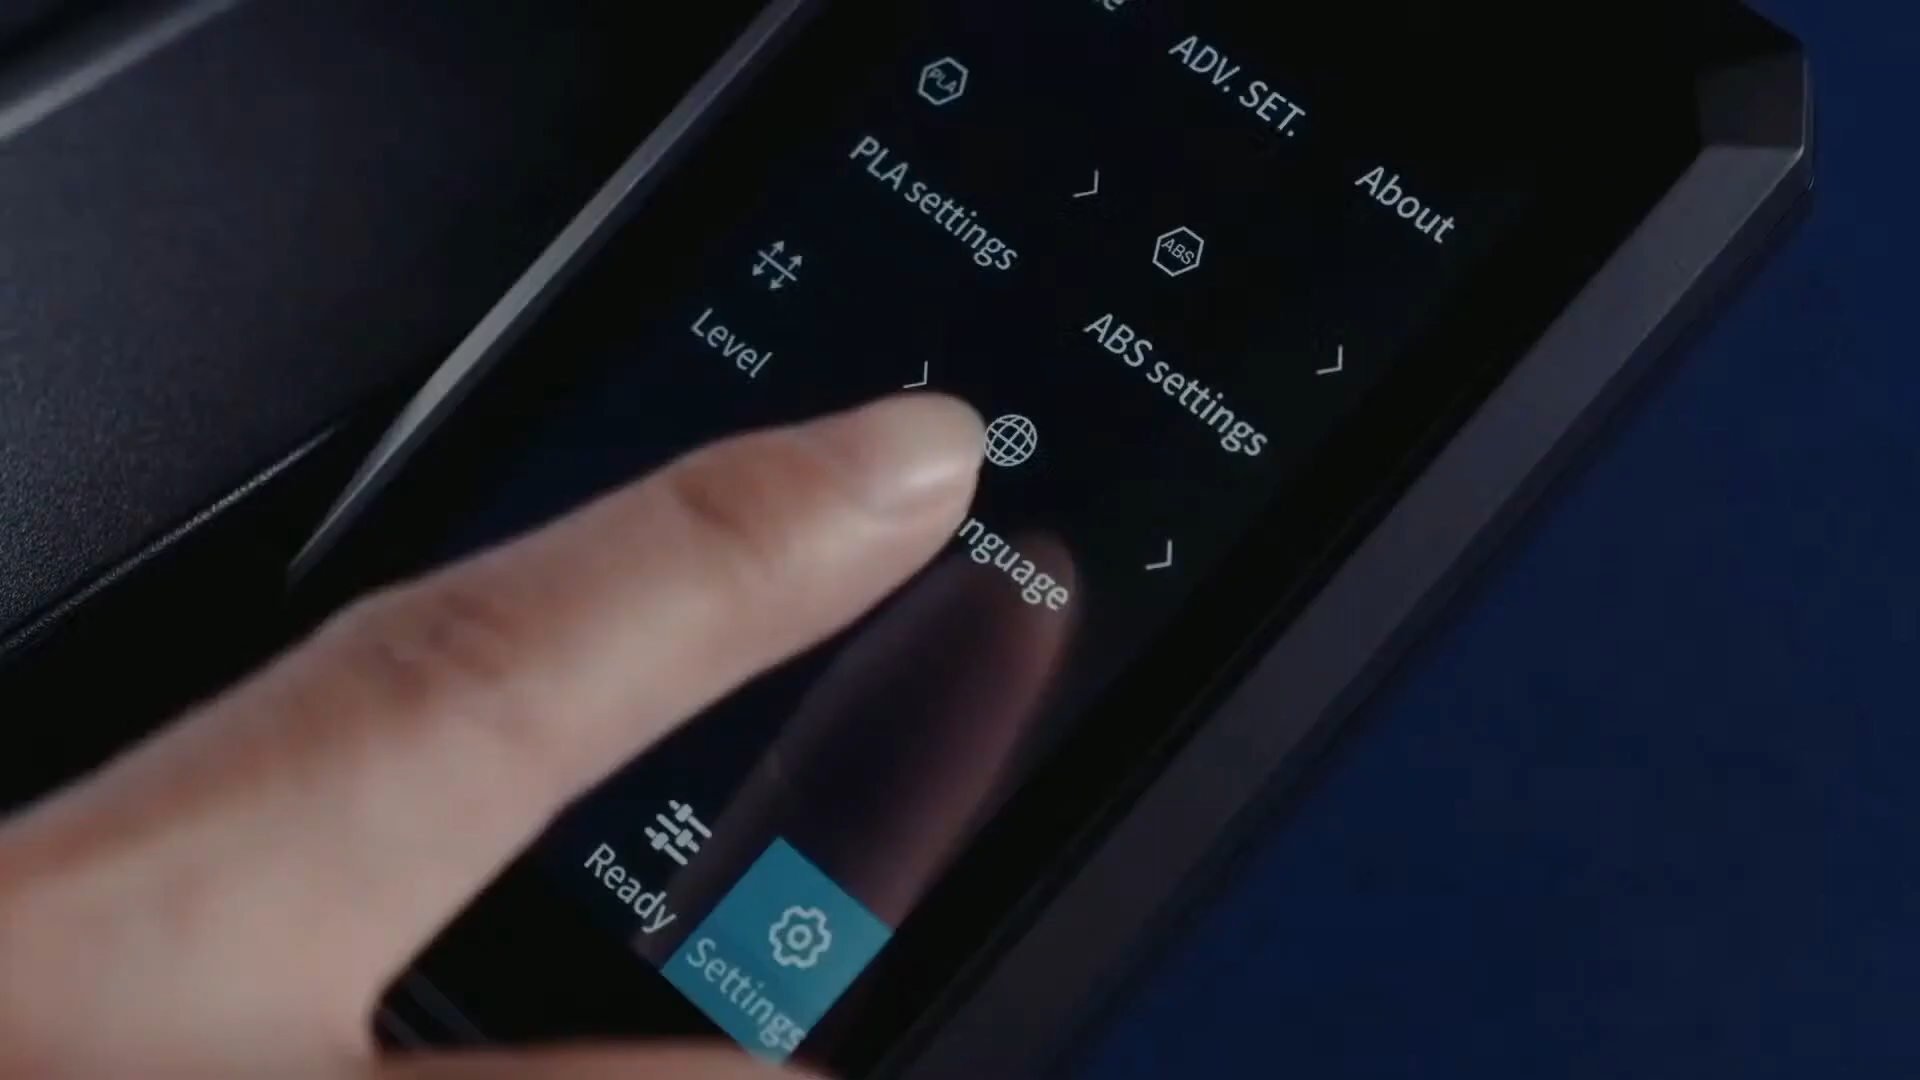 ADV. SET.
About
PLA
PLA settings
ABS
ABS settings
Level
nguage
Ready
Settings